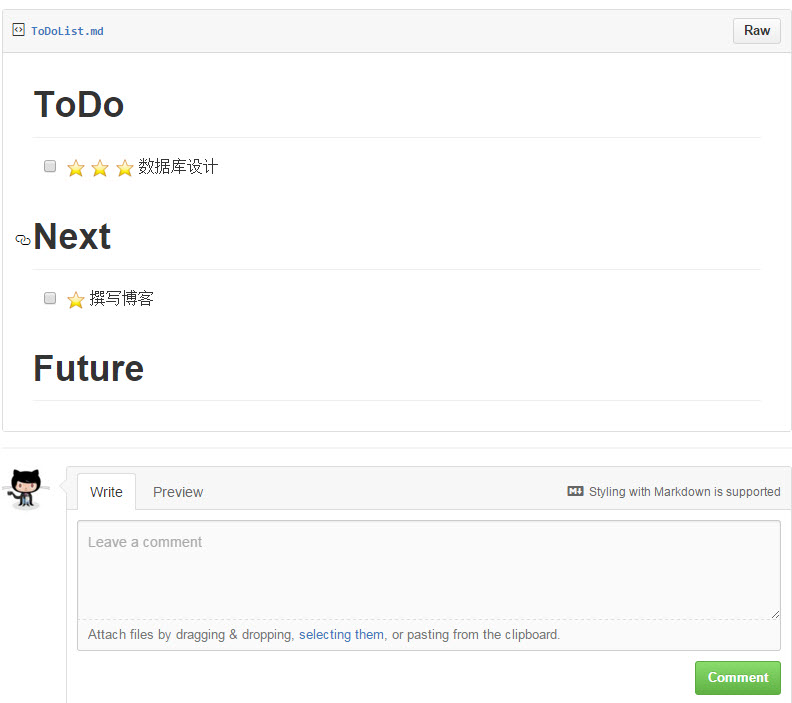 ToDoList.md
Raw
ToDo
数据库设计
Next
撰写博客
Future
Write
Preview
Styling with Markdown is supported
Leave a comment
Attach files by dragging & dropping, selecting them, or pasting from the clipboard.
Comment